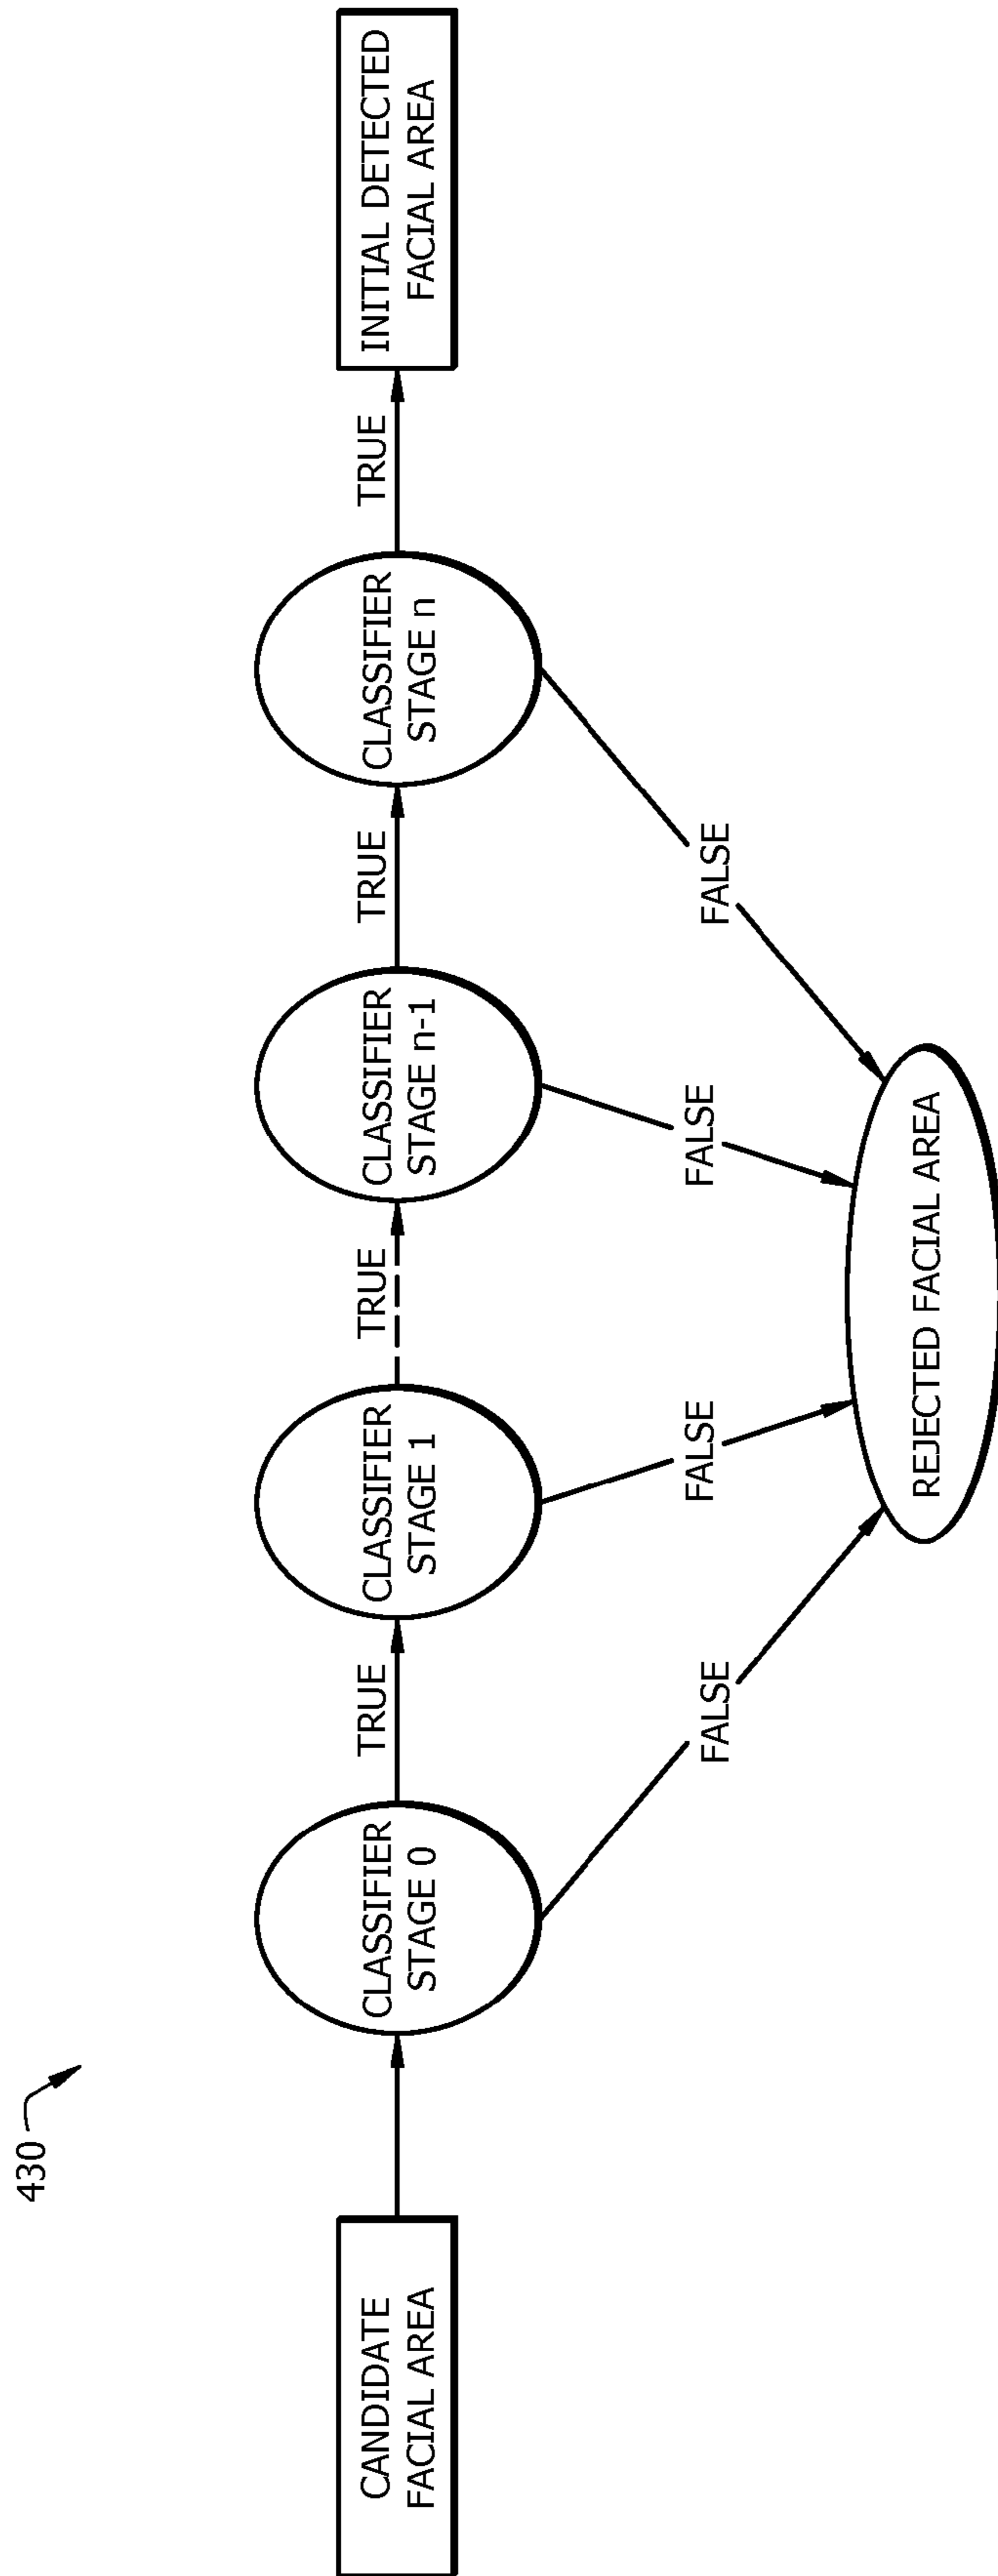 430
CANDIDATE
FACIAL AREA
CLASSIFIER
STAGE 0
TRUE
CLASSIFIER
STAGE 1
TRUE
CLASSIFIER
STAGE n-1
TRUE
CLASSIFIER
STAGE n
TRUE
INITIAL DETECTED
FACIAL AREA
FALSE
FALSE
FALSE
FALSE
REJECTED FACIAL AREA